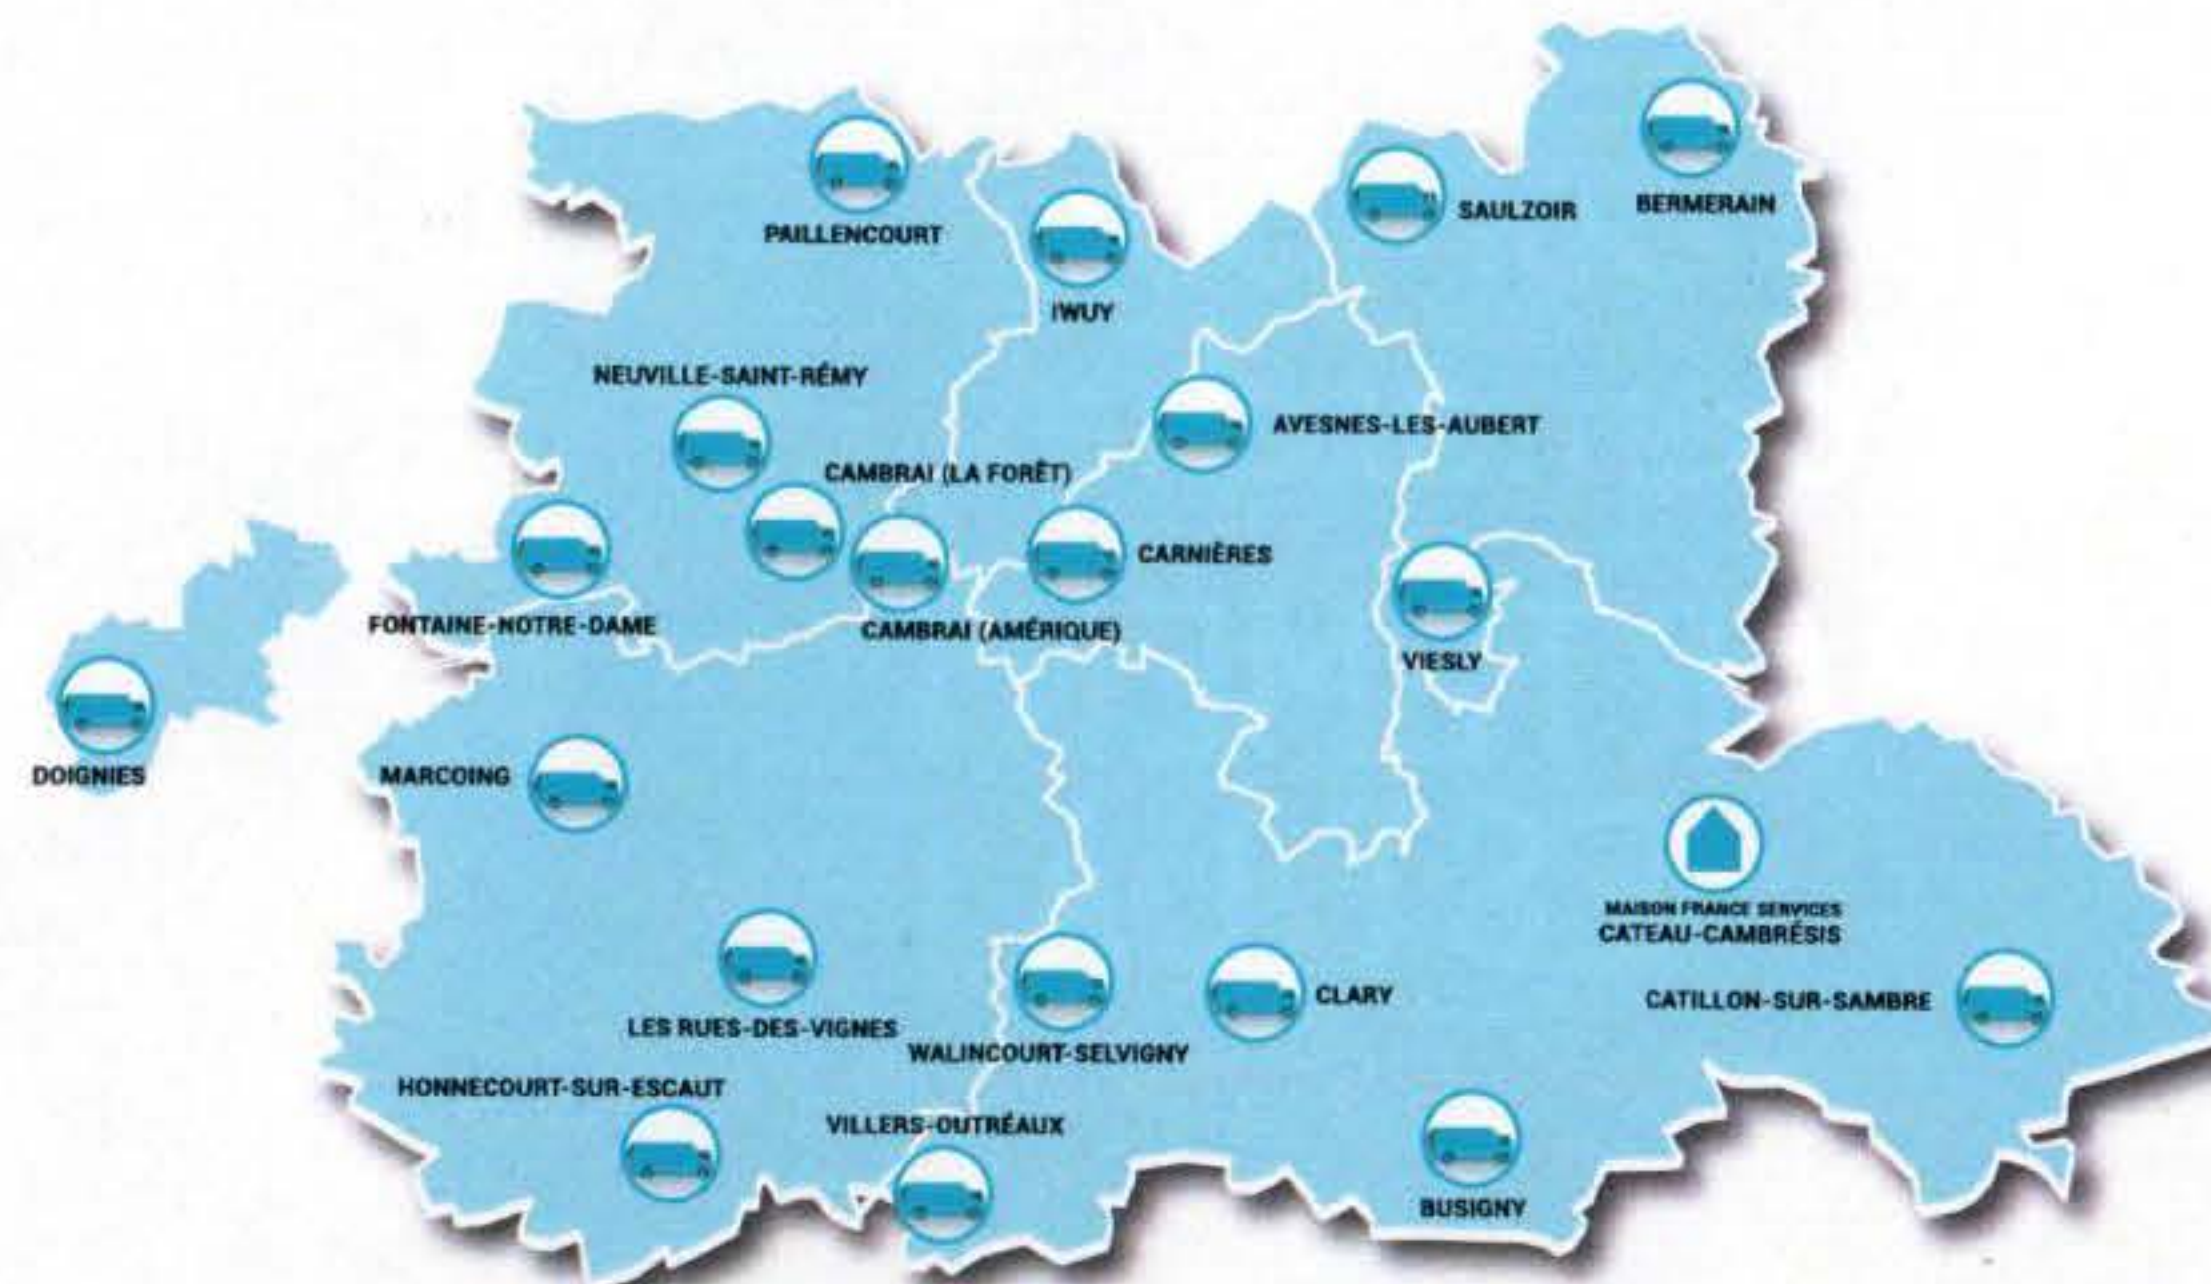 BERMERAIN
SAULZOIR
PAILLENCOURT
IWUY
NEUVILLE-SAINT-RÉMY
AVESNES-LES-AUBERT
CAMBRAI (LA FORÊT)
CARNIÈRES
FONTAINE-NOTRE-DAME
CAMBRAI (AMÉRIQUE)
VIESLY
DOIGNIES
MARCOING
MAISON FRANCE SERVICES
CATEAU-CAMBRÉSIS
CLARY
CATILLON-SUR-SAMBRE
LES RUES-DES-VIGNES
WALINCOURT-SELVIGNY
HONNECOURT-SUR-ESCAUT
VILLERS-OUTRÉAUX
BUSIGNY